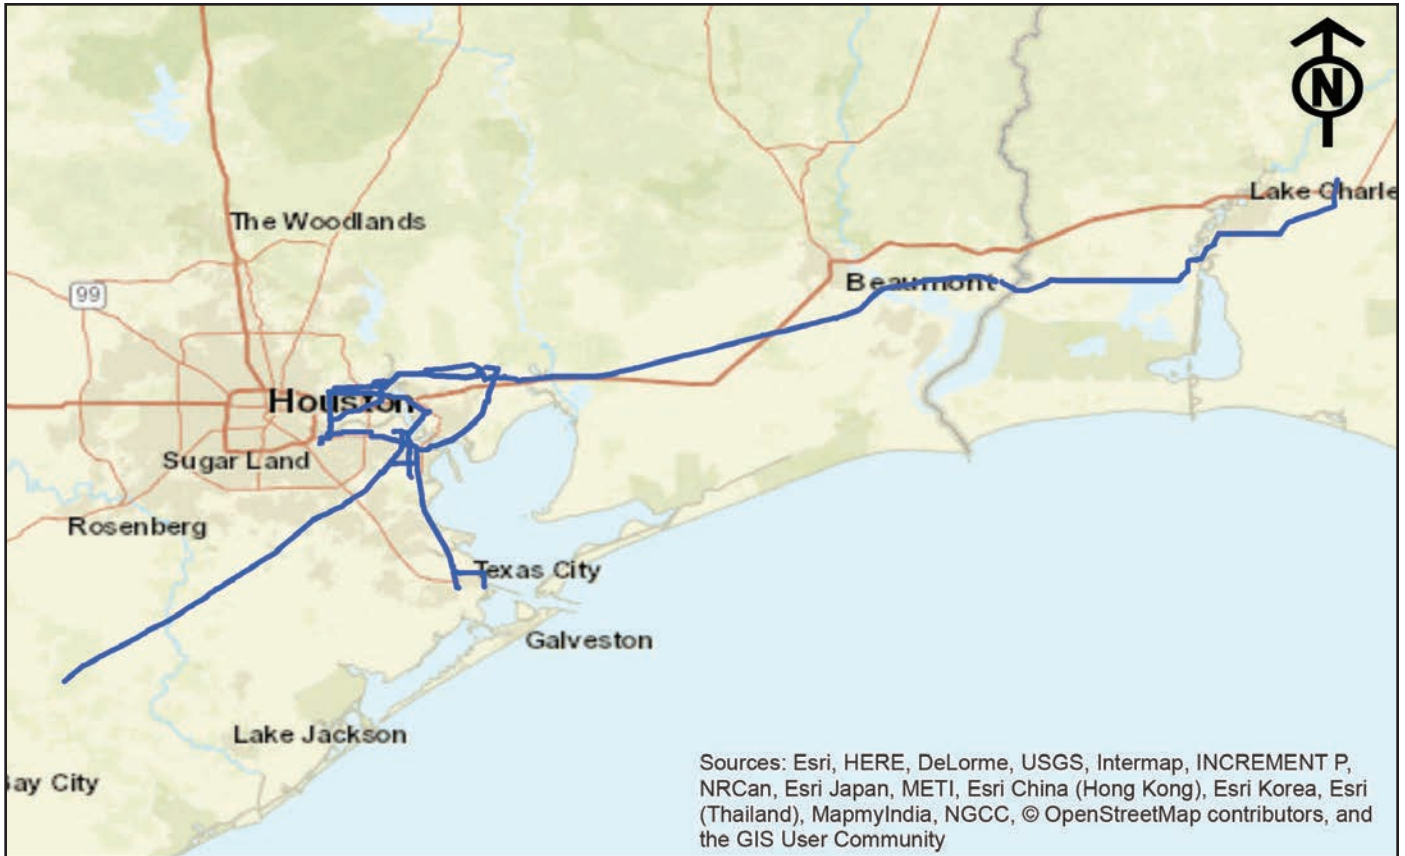 N
Lake Charle
The Woodlands
Beaumont
99
Houston
Sugar Land
Rosenberg
Texas City
Galveston
Lake Jackson
Bay City
Sources: Esri, HERE, DeLorme, USGS, Intermap, INCREMENT P,
NRCan, Esri Japan, METI, Esri China (Hong Kong), Esri Korea, Esri
(Thailand), MapmyIndia, NGCC, © OpenStreetMap contributors, and
the GIS User Community